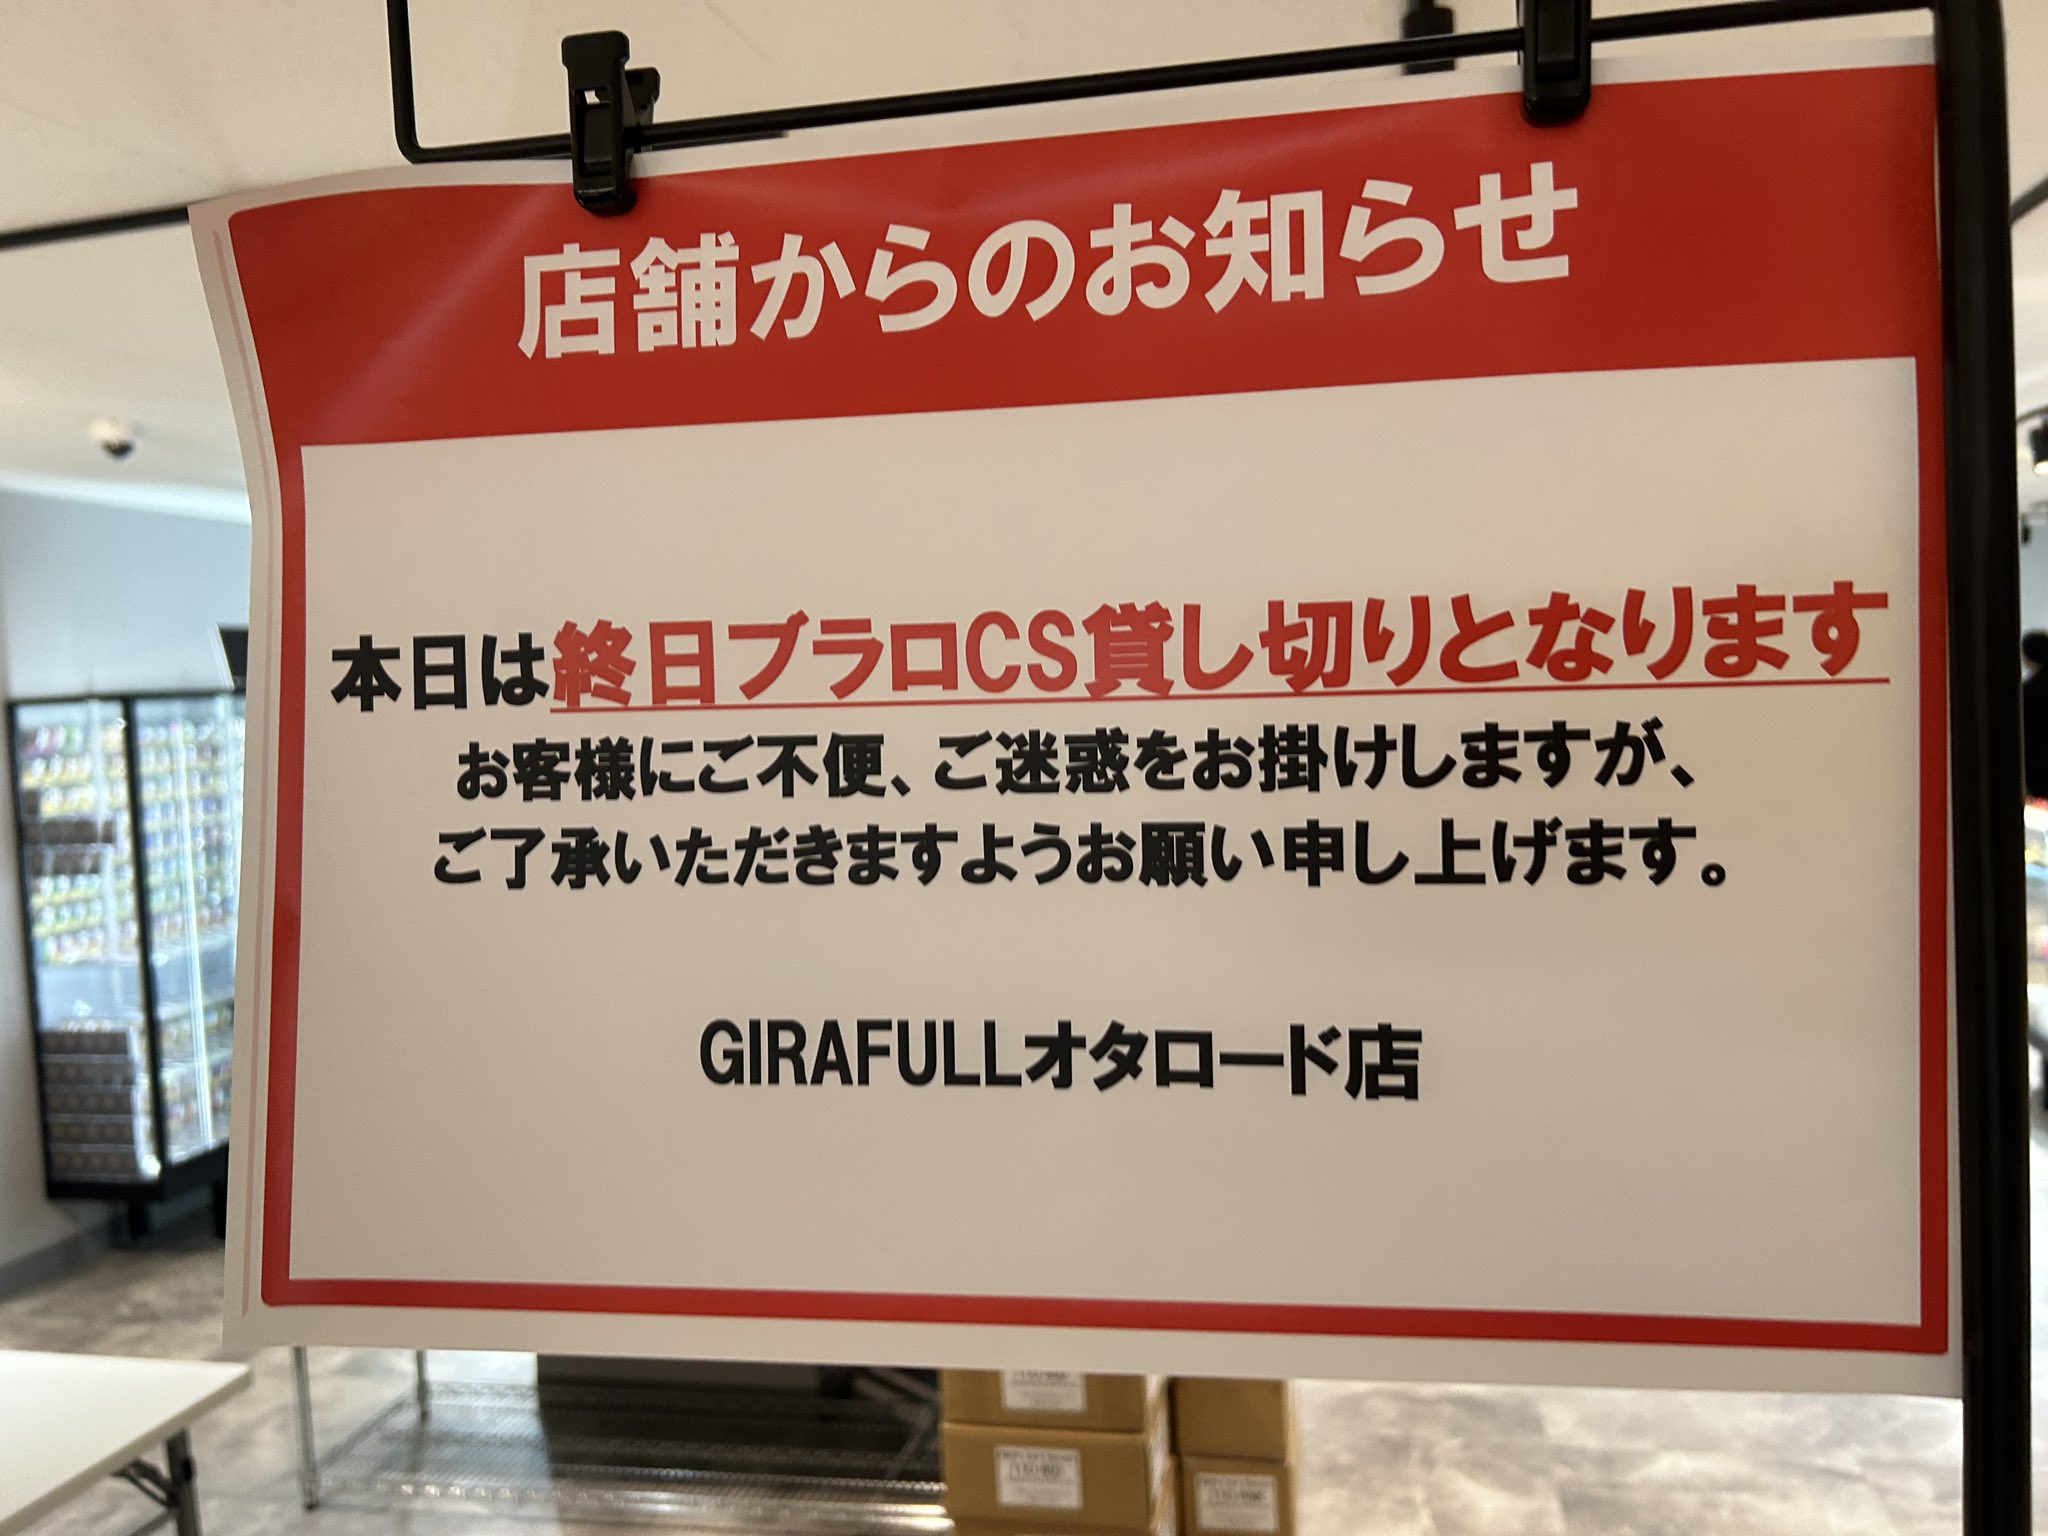 店舗からのお知らせ
本日は終日ブラロCS貸し切りとなります
お客様にご不便、ご迷惑をお掛けしますが、
ご了承いただきますようお願い申し上げます。
GIRAFULLオタロード店